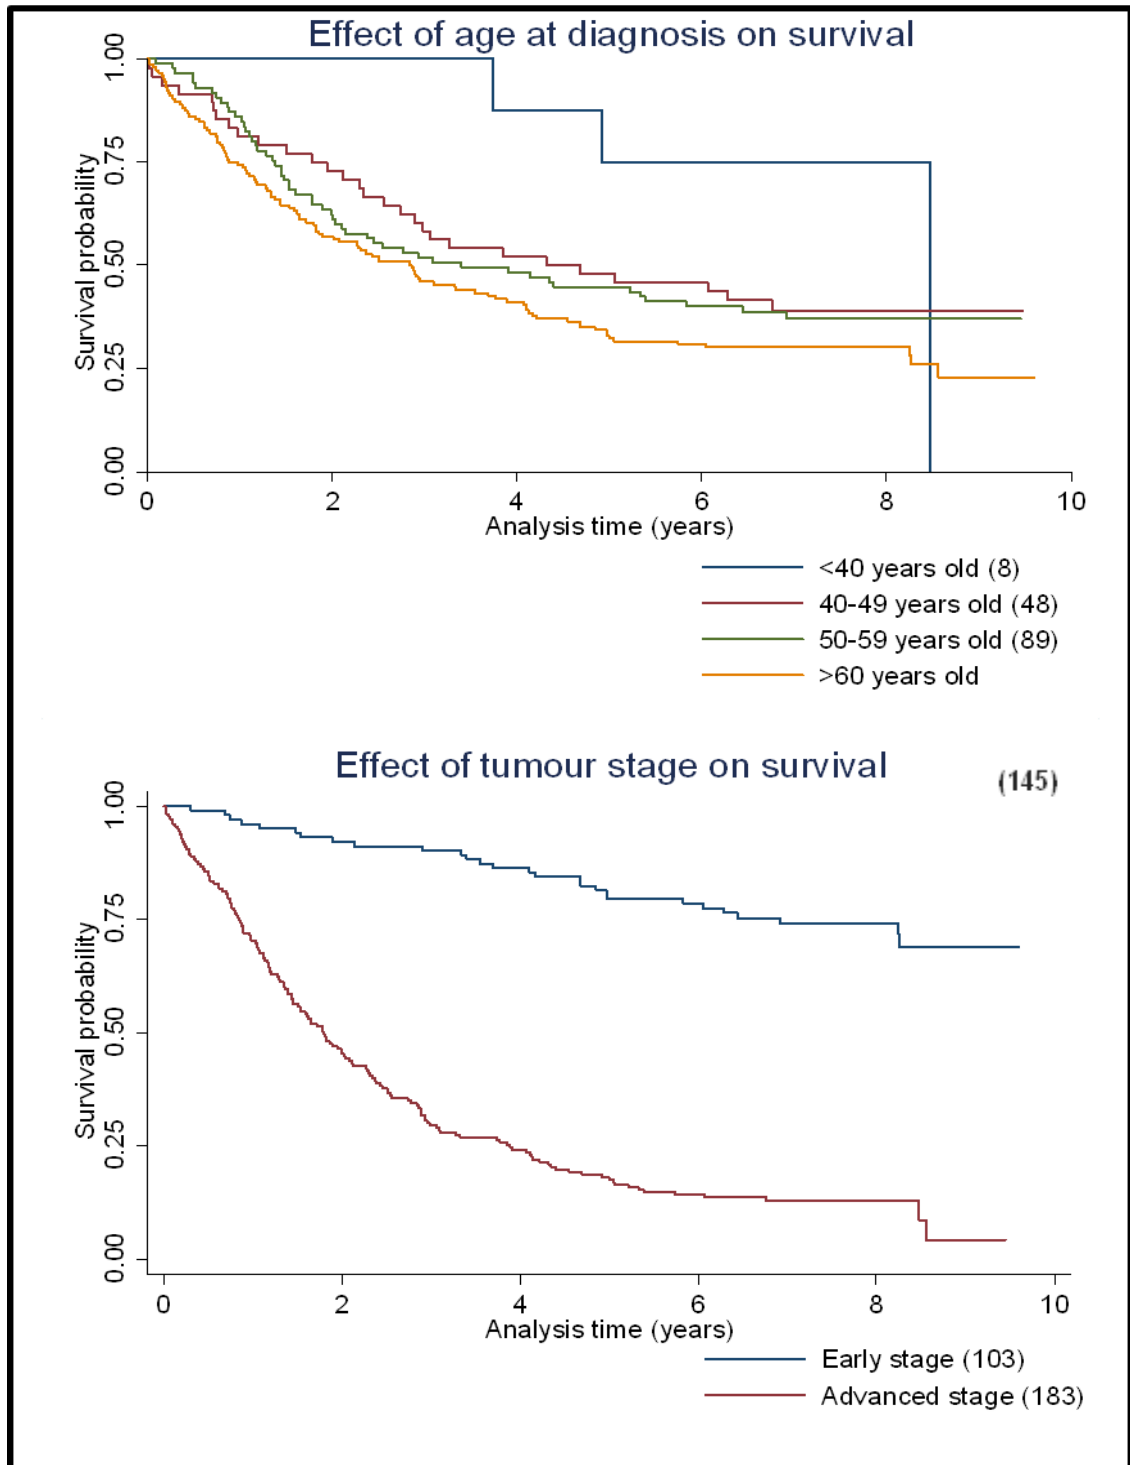 Effect of age at diagnosis on survival
Survival probability
1.00
0.75
0.50
0.25
0.00
0 2 4 6 8 10
Analysis time (years)
<40 years old (8)
40-49 years old (48)
50-59 years old (89)
>60 years old
Effect of tumour stage on survival
(145)
Survival probability
1.00
0.75
0.50
0.25
0.00
0 2 4 6 8 10
Analysis time (years)
Early stage (103)
Advanced stage (183)